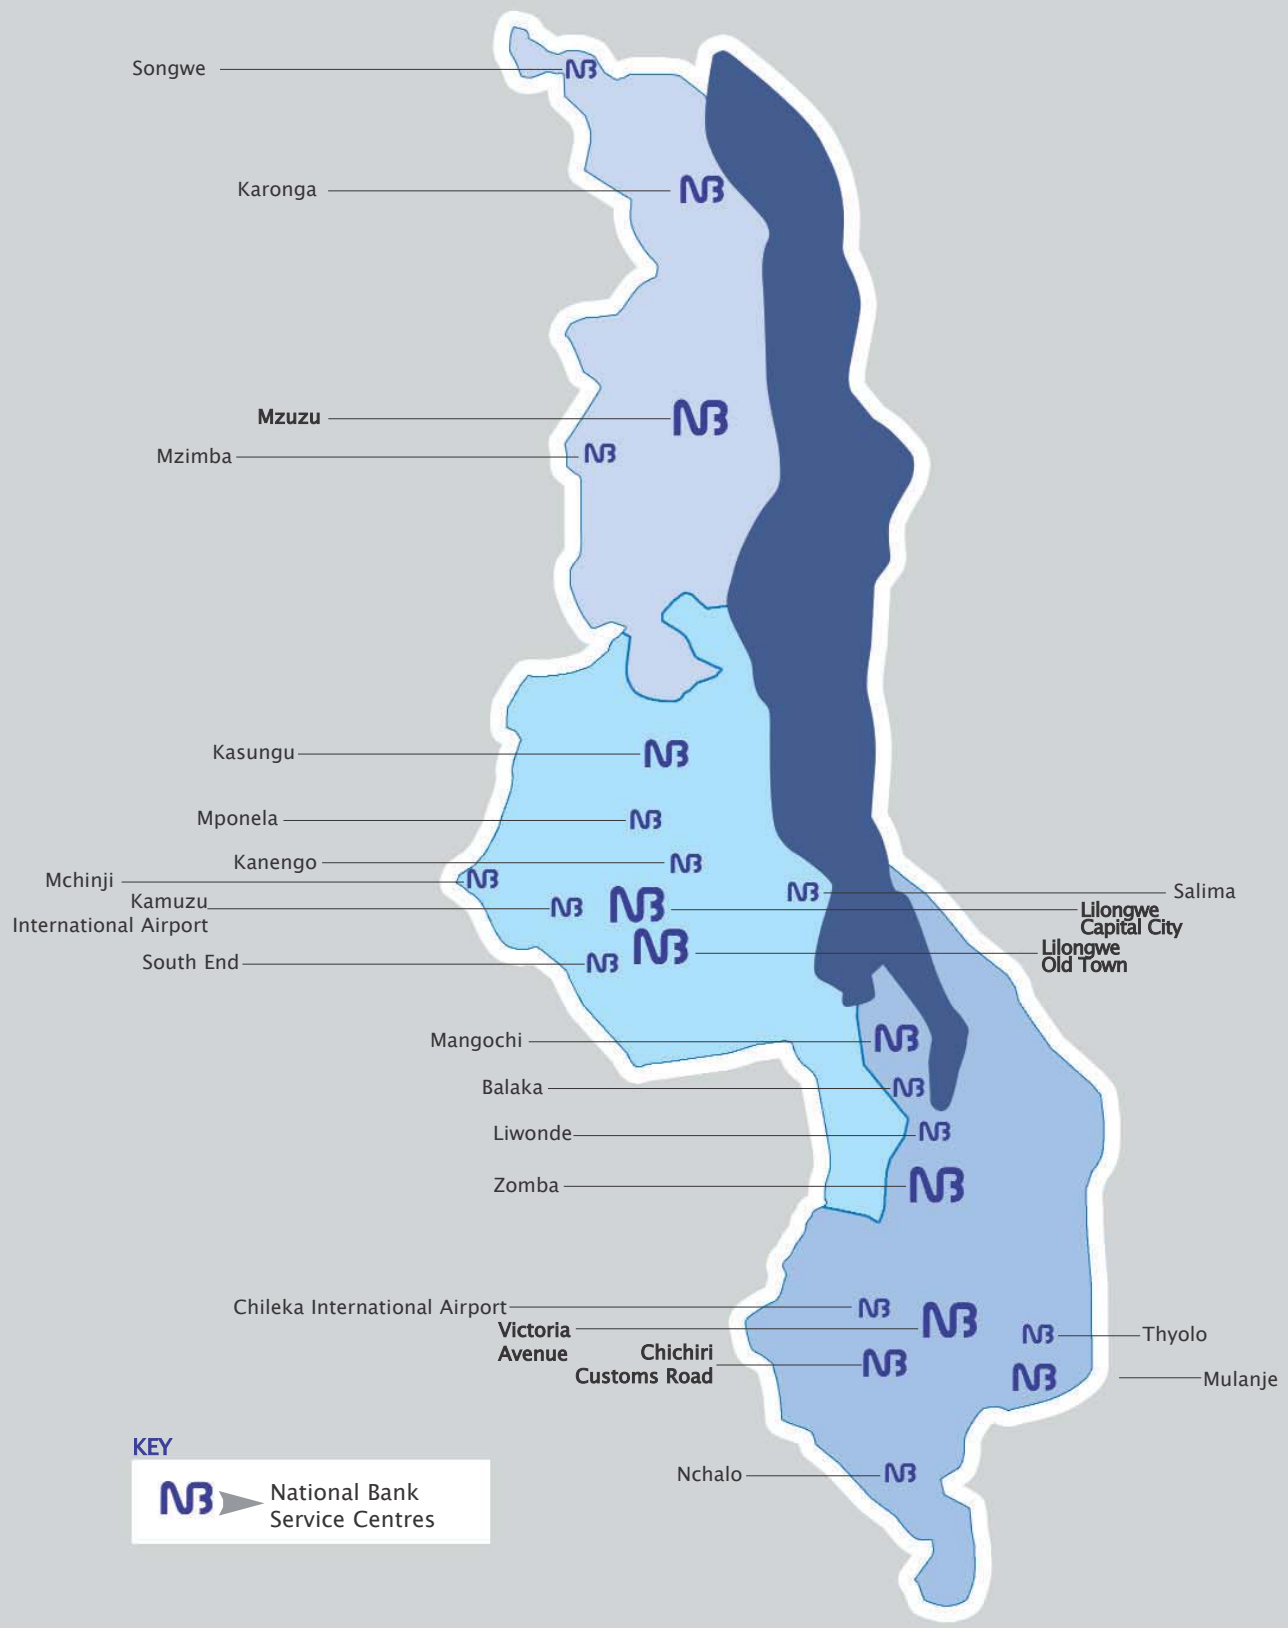 Songwe
Karonga
Mzuzu
Mzimba
Kasungu
Mponela
Kanengo
Mchinji
Kamuzu
International Airport
Salima
Lilongwe
Capital City
Lilongwe
Old Town
South End
Mangochi
Balaka
Liwonde
Zomba
Chileka International Airport
Victoria
Avenue
Chichiri
Customs Road
Thyolo
Mulanje
Nchalo
KEY
NB
National Bank
Service Centres